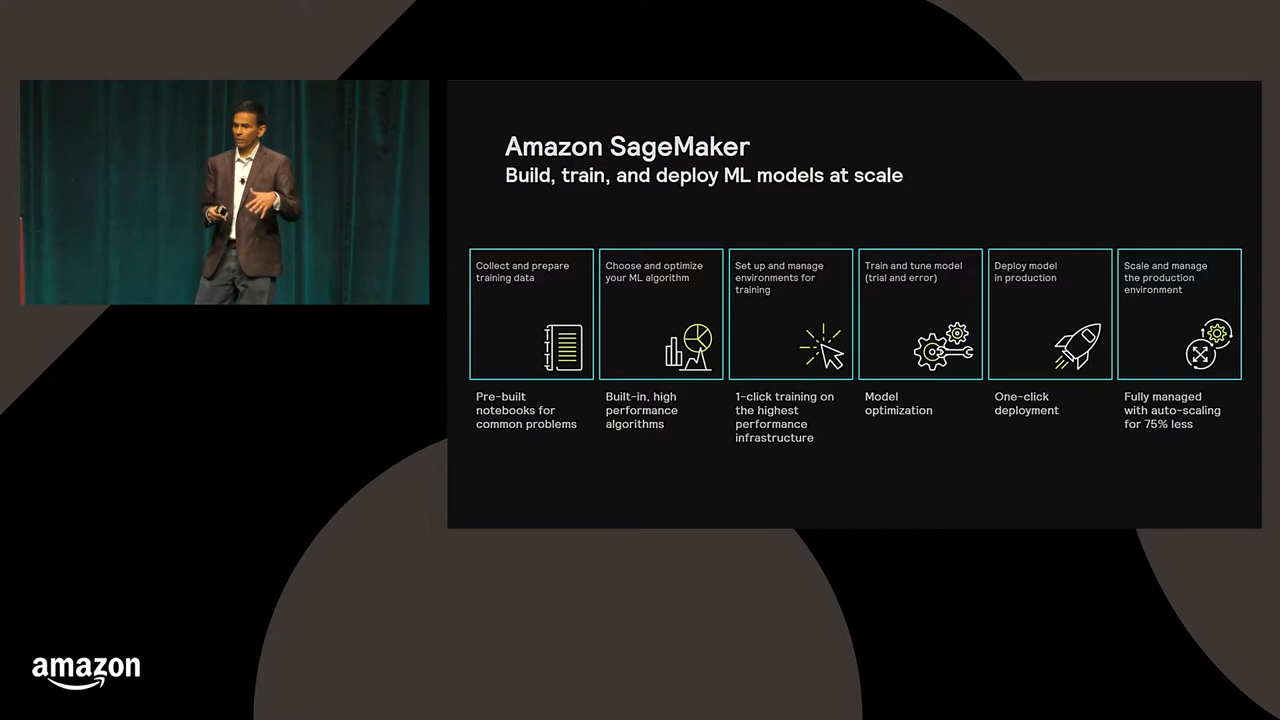 Amazon SageMaker
Build, train, and deploy ML models at scale
Collect and prepare
training data
Choose and optimize
your ML algorithm
Set up and manage
environments for
training
Train and tune model
(trial and error)
Deploy model
in production
Scale and manage
the production
environment
Pre-built
notebooks for
common problems
Built-in, high
performance
algorithms
1-click training on
the highest
performance
infrastructure
Model
optimization
One-click
deployment
Fully managed
with auto-scaling
for 75% less
amazon